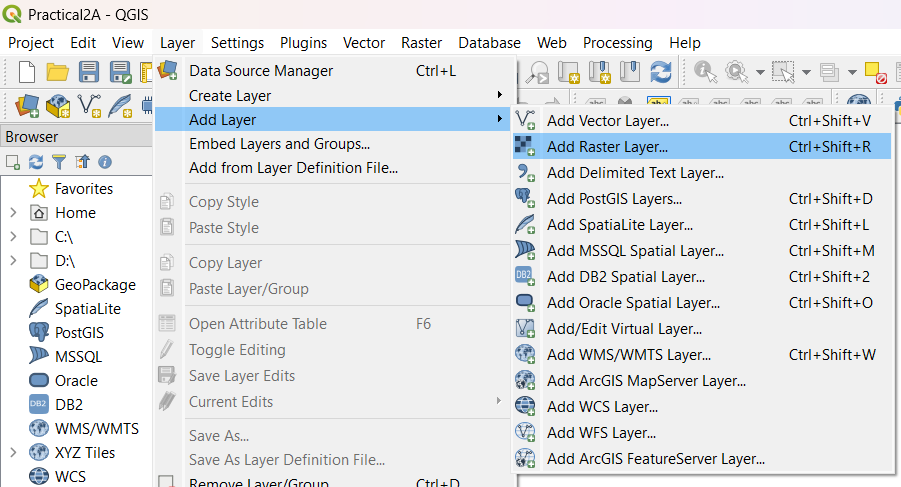 Practical2A - QGIS
Project Edit View Layer Settings Plugins Vector Raster Database Web Processing Help
Browser
Favorites
Home
C:\
D:\
GeoPackage
SpatiaLite
PostGIS
MSSQL
Oracle
DB2 DB2
WMS/WMTS
XYZ Tiles
WCS
Data Source Manager Ctrl+L
Create Layer
Add Layer
Embed Layers and Groups...
Add from Layer Definition File...
Copy Style
Paste Style
Copy Layer
Paste Layer/Group
Open Attribute Table F6
Toggle Editing
Save Layer Edits
Current Edits
Save As...
Save As Layer Definition File...
Remove Layer/Group Ctrl+D
Add Vector Layer... Ctrl+Shift+V
Add Raster Layer... Ctrl+Shift+R
Add Delimited Text Layer...
Add PostGIS Layers... Ctrl+Shift+D
Add SpatiaLite Layer... Ctrl+Shift+L
Add MSSQL Spatial Layer... Ctrl+Shift+M
DB2 Add DB2 Spatial Layer... Ctrl+Shift+2
Add Oracle Spatial Layer... Ctrl+Shift+O
Add/Edit Virtual Layer...
Add WMS/WMTS Layer... Ctrl+Shift+W
Add ArcGIS MapServer Layer...
Add WCS Layer...
Add WFS Layer...
Add ArcGIS FeatureServer Layer...